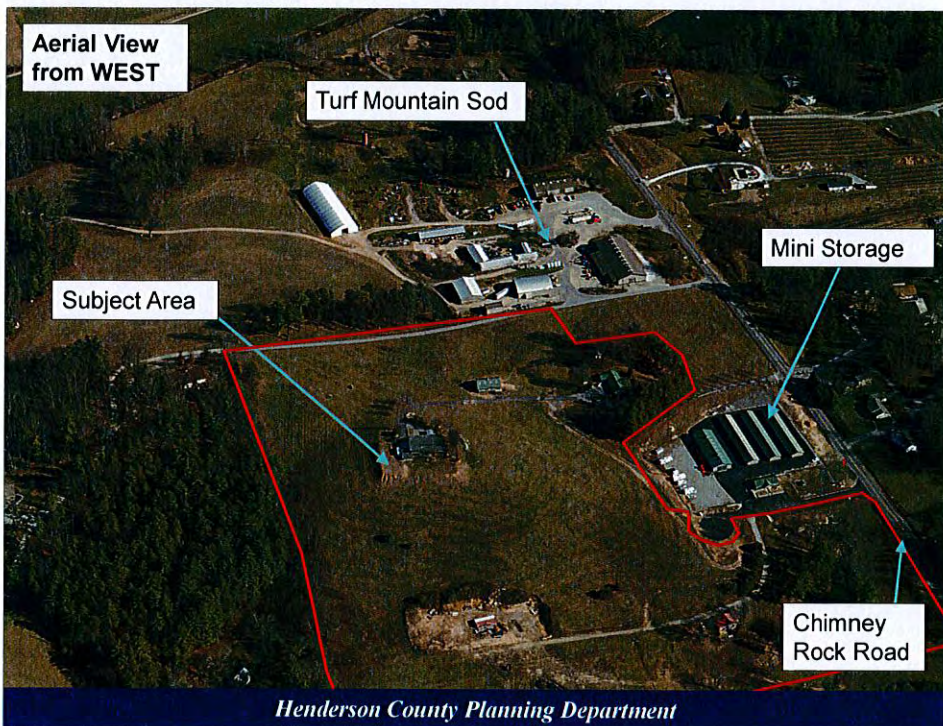 Aerial View
from WEST
Turf Mountain Sod
Mini Storage
Subject Area
Chimney
Rock Road
Henderson County Planning Department